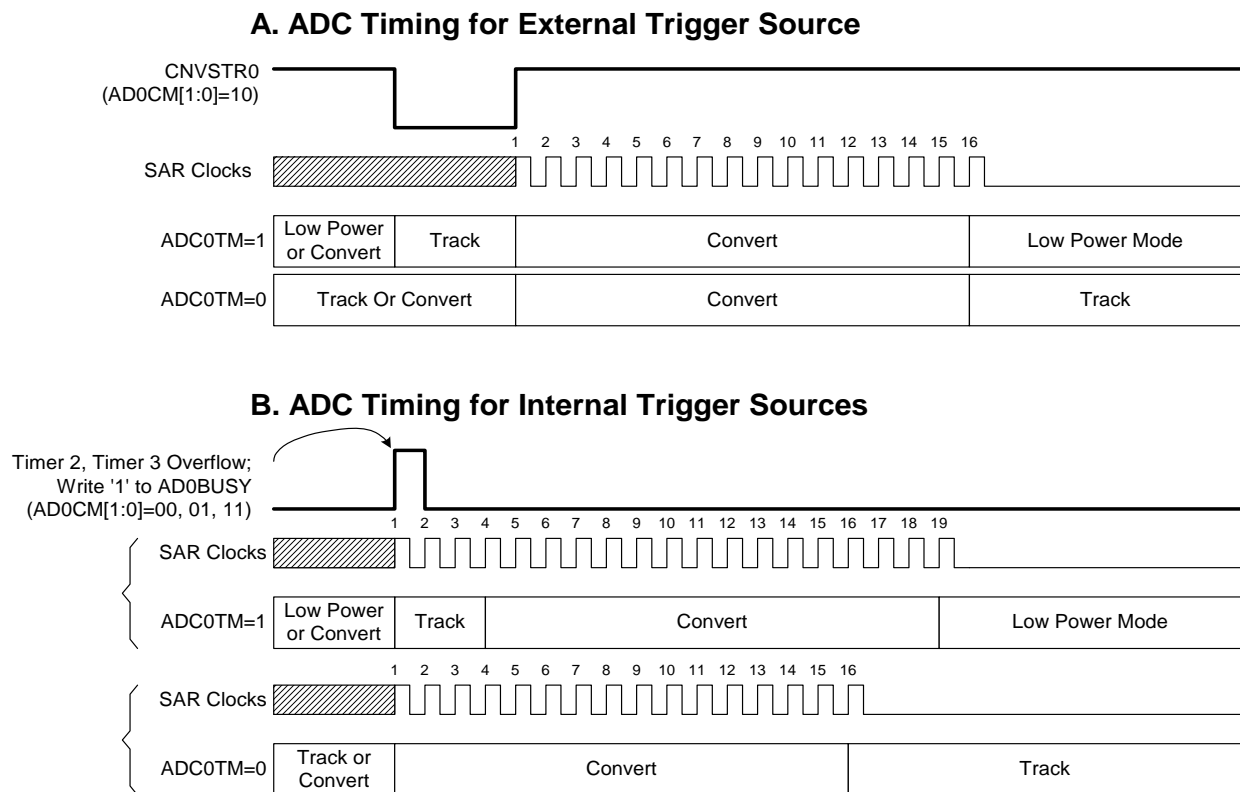 A. ADC Timing for External Trigger Source
CNVSTR0
(AD0CM[1:0]=10)
1 2 3 4 5 6 7 8 9 10 11 12 13 14 15 16
SAR Clocks
ADC0TM=1
Low Power
or Convert
Track
Convert
Low Power Mode
ADC0TM=0
Track Or Convert
Convert
Track
B. ADC Timing for Internal Trigger Sources
Timer 2, Timer 3 Overflow;
Write '1' to AD0BUSY
(AD0CM[1:0]=00, 01, 11)
1 2 3 4 5 6 7 8 9 10 11 12 13 14 15 16 17 18 19
SAR Clocks
ADC0TM=1
Low Power
or Convert
Track
Convert
Low Power Mode
1 2 3 4 5 6 7 8 9 10 11 12 13 14 15 16
SAR Clocks
ADC0TM=0
Track or
Convert
Convert
Track